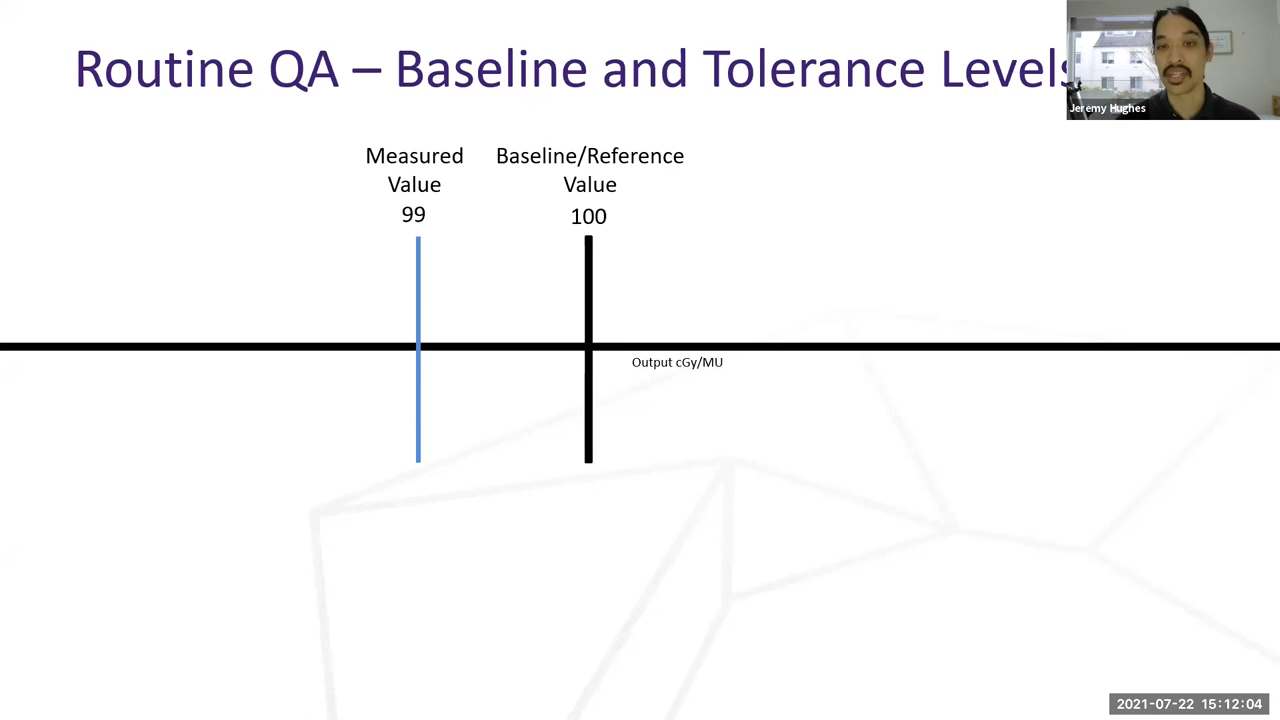 Routine QA – Baseline and Tolerance Levels
Jeremy Hughes
Measured
Value
99
Baseline/Reference
Value
100
Output cGy/MU
2021-07-22 15:12:04